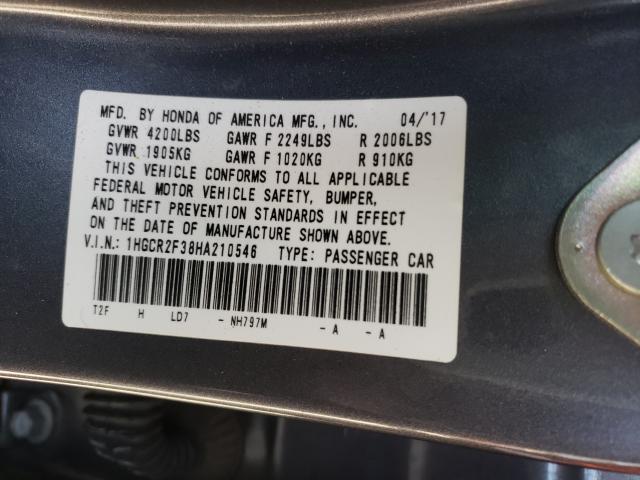 MFD. BY HONDA OF AMERICA MFG., INC. 04/'17
GVWR 4200LBS GAWR F 2249LBS R 2006LBS
GVWR 1905KG GAWR F 1020KG R 910KG
THIS VEHICLE CONFORMS TO ALL APPLICABLE
FEDERAL MOTOR VEHICLE SAFETY, BUMPER,
AND THEFT PREVENTION STANDARDS IN EFFECT
ON THE DATE OF MANUFACTURE SHOWN ABOVE.
V.I.N.: 1HGCR2F38HA210546 TYPE: PASSENGER CAR
T2F H LD7 - NH797M - A - A